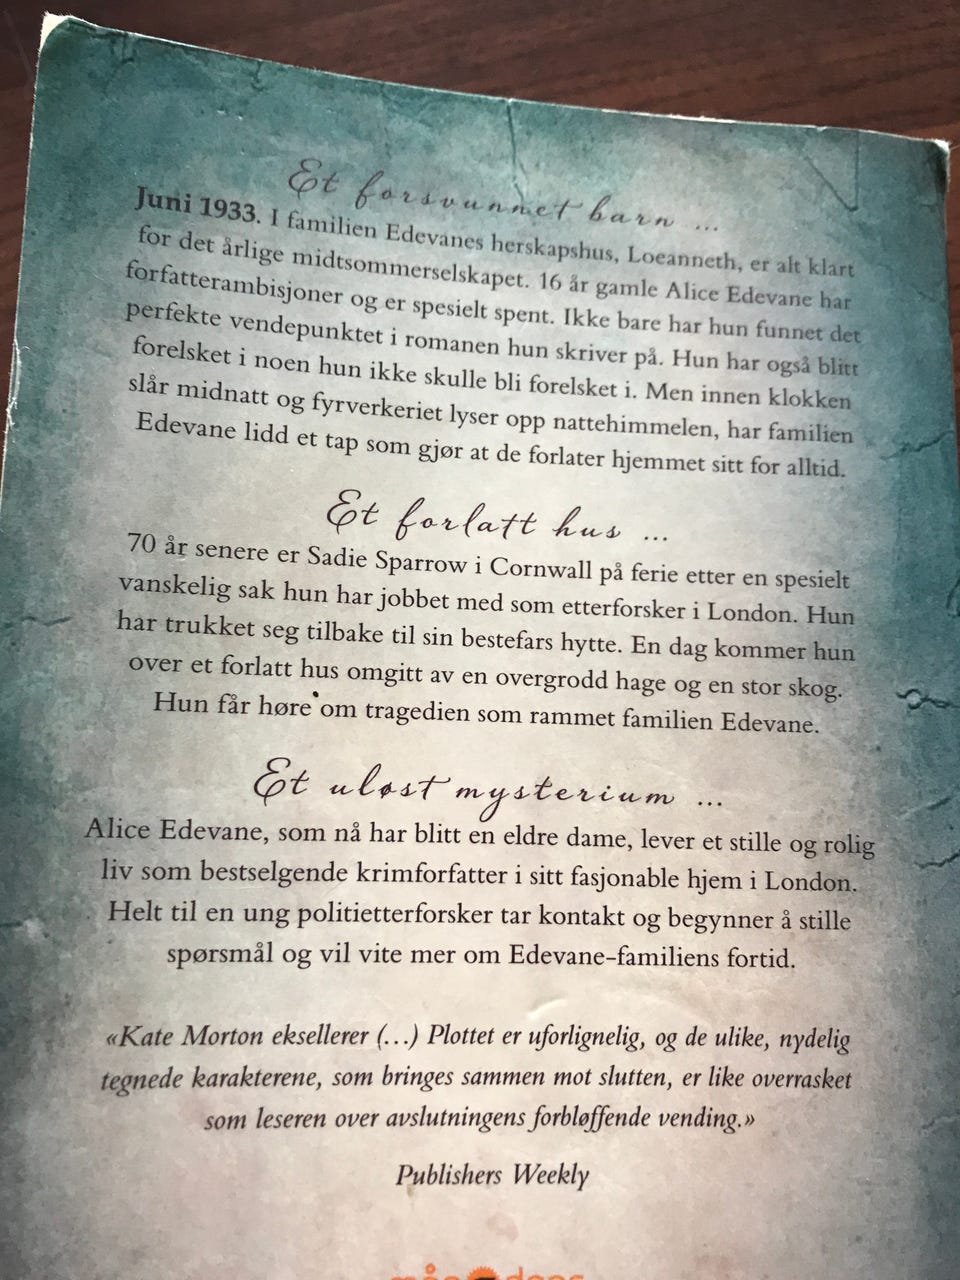 Et forsvunnet barn ...
Juni 1933. I familien Edevanes herskapshus, Loeanneth, er alt klart
for det årlige midtsommerselskapet. 16 år gamle Alice Edevane har
forfatterambisjoner og er spesielt spent. Ikke bare har hun funnet det
perfekte vendepunktet i romanen hun skriver på. Hun har også blitt
forelsket i noen hun ikke skulle bli forelsket i. Men innen klokken
slår midnatt og fyrverkeriet lyser opp nattehimmelen, har familien
Edevane lidd et tap som gjør at de forlater hjemmet sitt for alltid.
Et forlatt hus ...
70 år senere er Sadie Sparrow i Cornwall på ferie etter en spesielt
vanskelig sak hun har jobbet med som etterforsker i London. Hun
har trukket seg tilbake til sin bestefars hytte. En dag kommer hun
over et forlatt hus omgitt av en overgrodd hage og en stor skog.
Hun får høre om tragedien som rammet familien Edevane.
Et uløst mysterium ...
Alice Edevane, som nå har blitt en eldre dame, lever et stille og rolig
liv som bestselgende krimforfatter i sitt fasjonable hjem i London.
Helt til en ung politietterforsker tar kontakt og begynner å stille
spørsmål og vil vite mer om Edevane-familiens fortid.
«Kate Morton eksellerer (...) Plottet er uforlignelig, og de ulike, nydelig
tegnede karakterene, som bringes sammen mot slutten, er like overrasket
som leseren over avslutningens forbløffende vending.»
Publishers Weekly